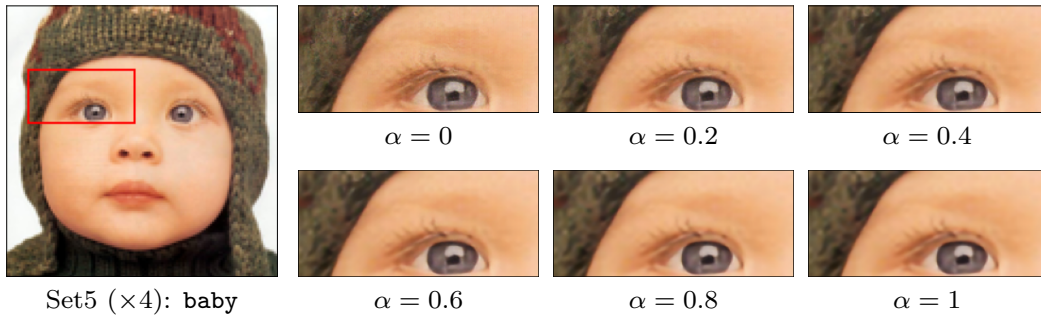 α = 0
α = 0.2
α = 0.4
Set5 (×4): baby
α = 0.6
α = 0.8
α = 1